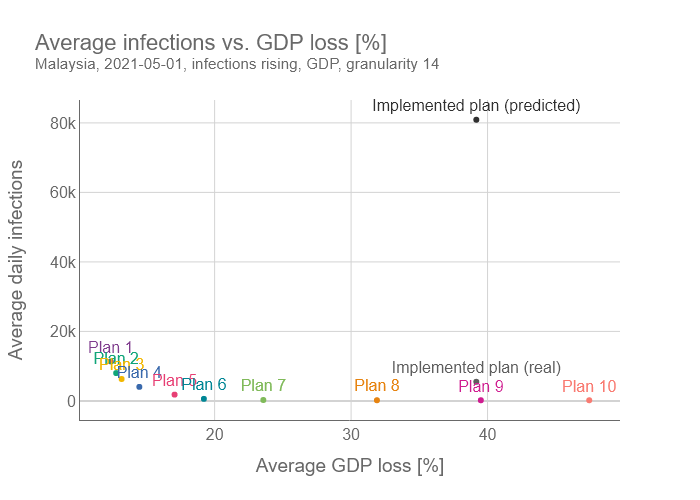 Average infections vs. GDP loss [%]
Malaysia, 2021-05-01, infections rising, GDP, granularity 14
Implemented plan (predicted)
80k
60k
40k
20k
0
Average daily infections
Plan 1
Plan 2
Plan 3
Plan 4
Plan 5
Plan 6
Plan 7
Plan 8
Implemented plan (real)
Plan 9
Plan 10
20
30
40
Average GDP loss [%]